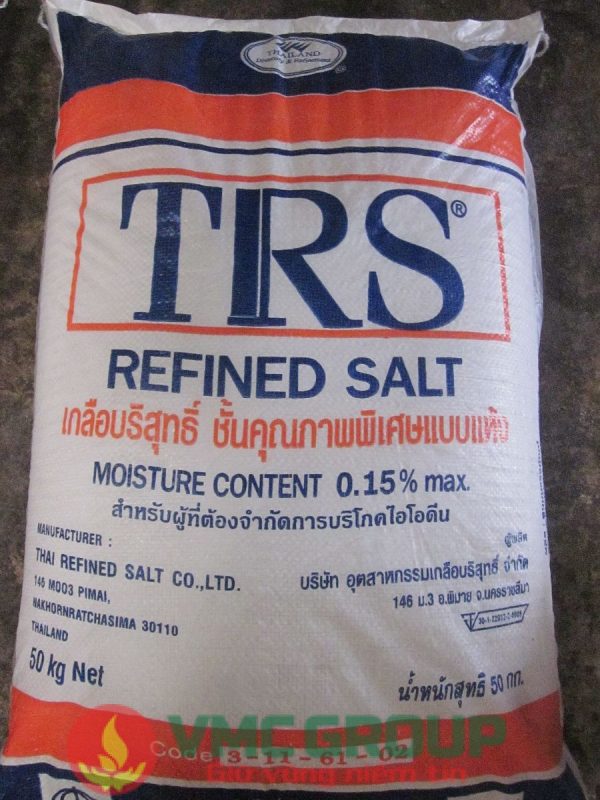 THAILAND
TRS®
REFINED SALT
เกลือบริสุทธิ์ ชั้นคุณภาพพิเศษแบบแห้ง
MOISTURE CONTENT 0.15% max.
สำหรับผู้ที่ต้องจำกัดการบริโภคไอโอดีน
MANUFACTURER :
THAI REFINED SALT CO.,LTD.
146 MOO3 PIMAI,
NAKHORNRATCHASIMA 30110
THAILAND
50 kg Net
ผู้ผลิต
บริษัท อุตสาหกรรมเกลือบริสุทธิ์ จำกัด
146 ม.3 อ.พิมาย จ.นครราชสีมา
น้ำหนักสุทธิ 50 กก.
VMC GROUP
Code 3-11-61-02
Giữ vững niềm tin
TRS